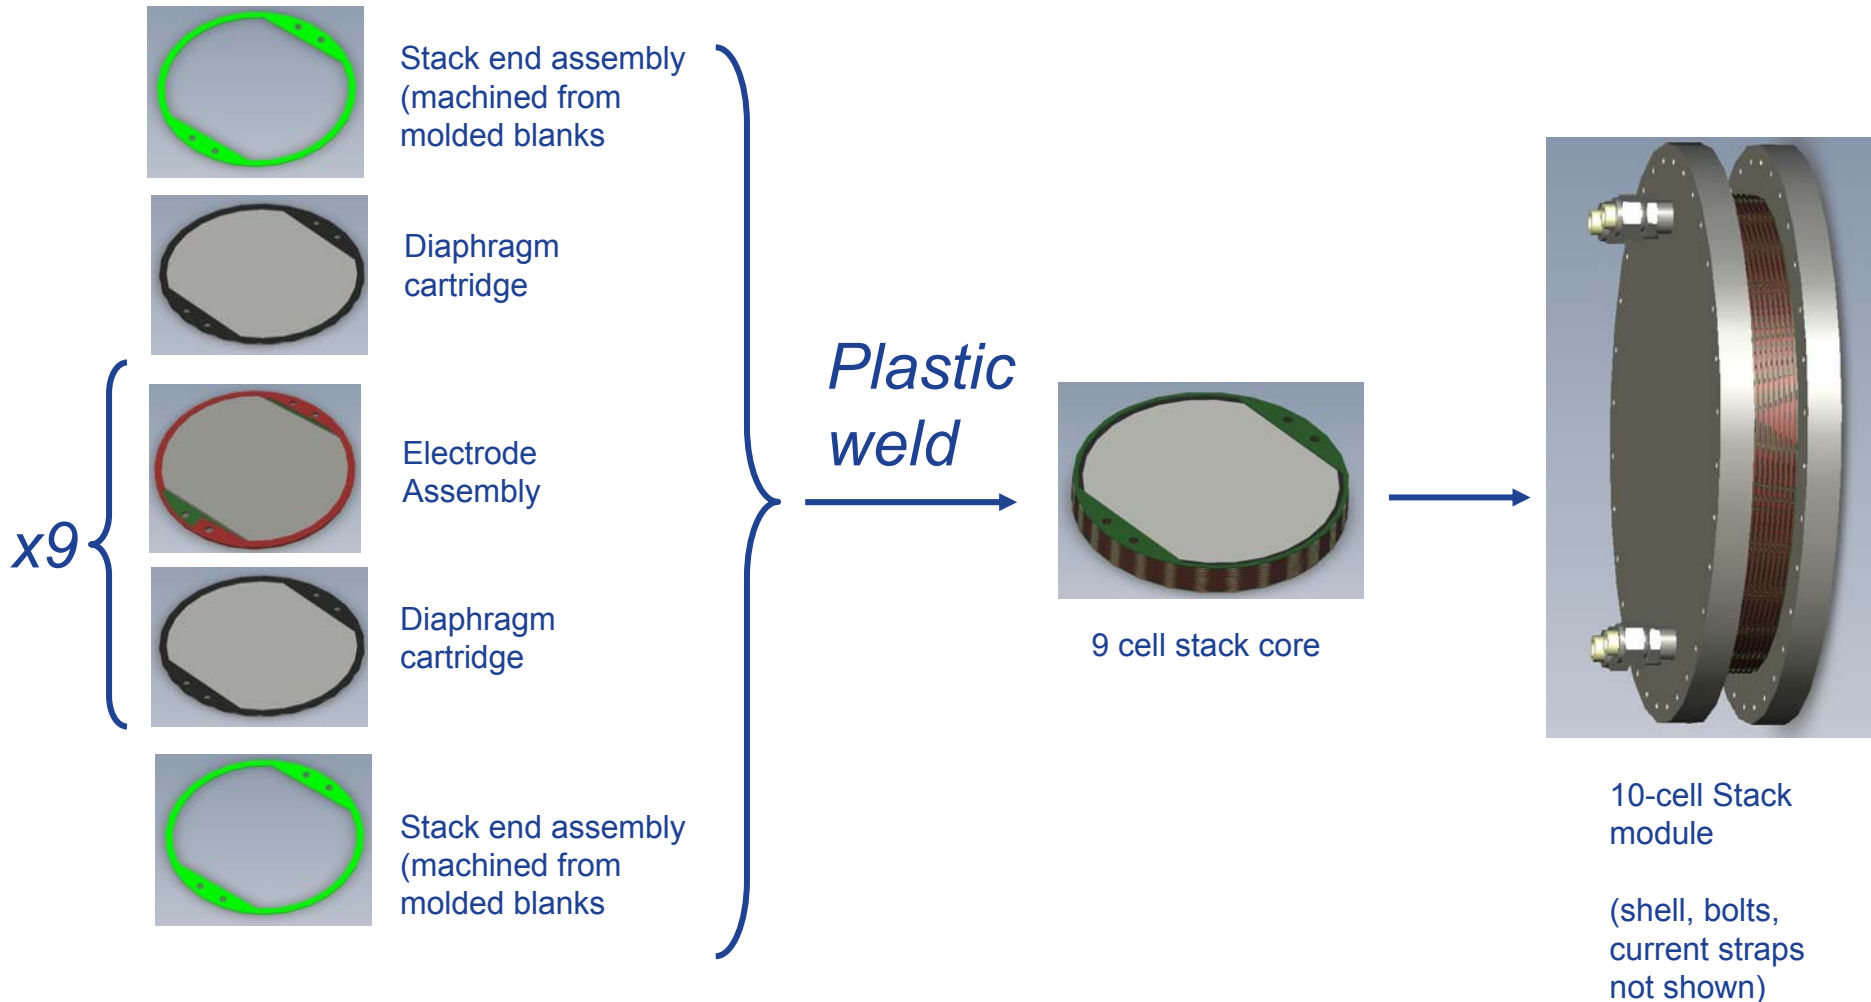 Stack end assembly
(machined from
molded blanks
Diaphragm
cartridge
x9
Electrode
Assembly
Diaphragm
cartridge
Stack end assembly
(machined from
molded blanks
Plastic
weld
9 cell stack core
10-cell Stack
module
(shell, bolts,
current straps
not shown)